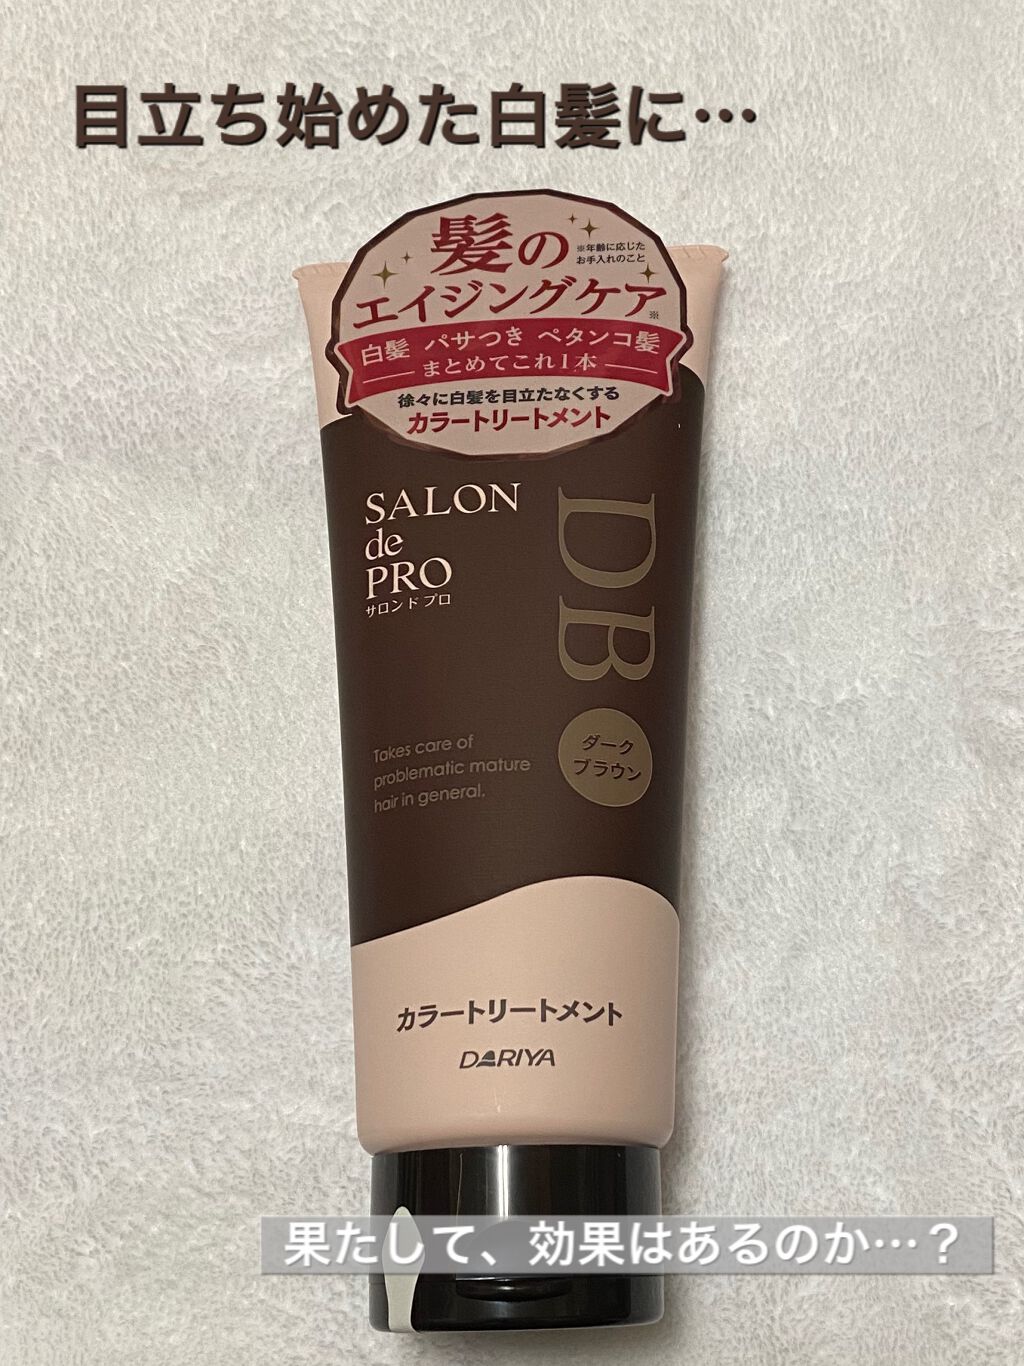 目立ち始めた白髪に…
髪の
※年齢に応じた
お手入れのこと
エイジングケア※
白髪 パサつき ペタンコ髪
まとめてこれ1本
徐々に白髪を目立たなくする
カラートリートメント
SALON
de
PRO
サロンドプロ
DB
ダーク
ブラウン
Takes care of
problematic mature
hair in general.
カラートリートメント
DARIYA
果たして、効果はあるのか…？